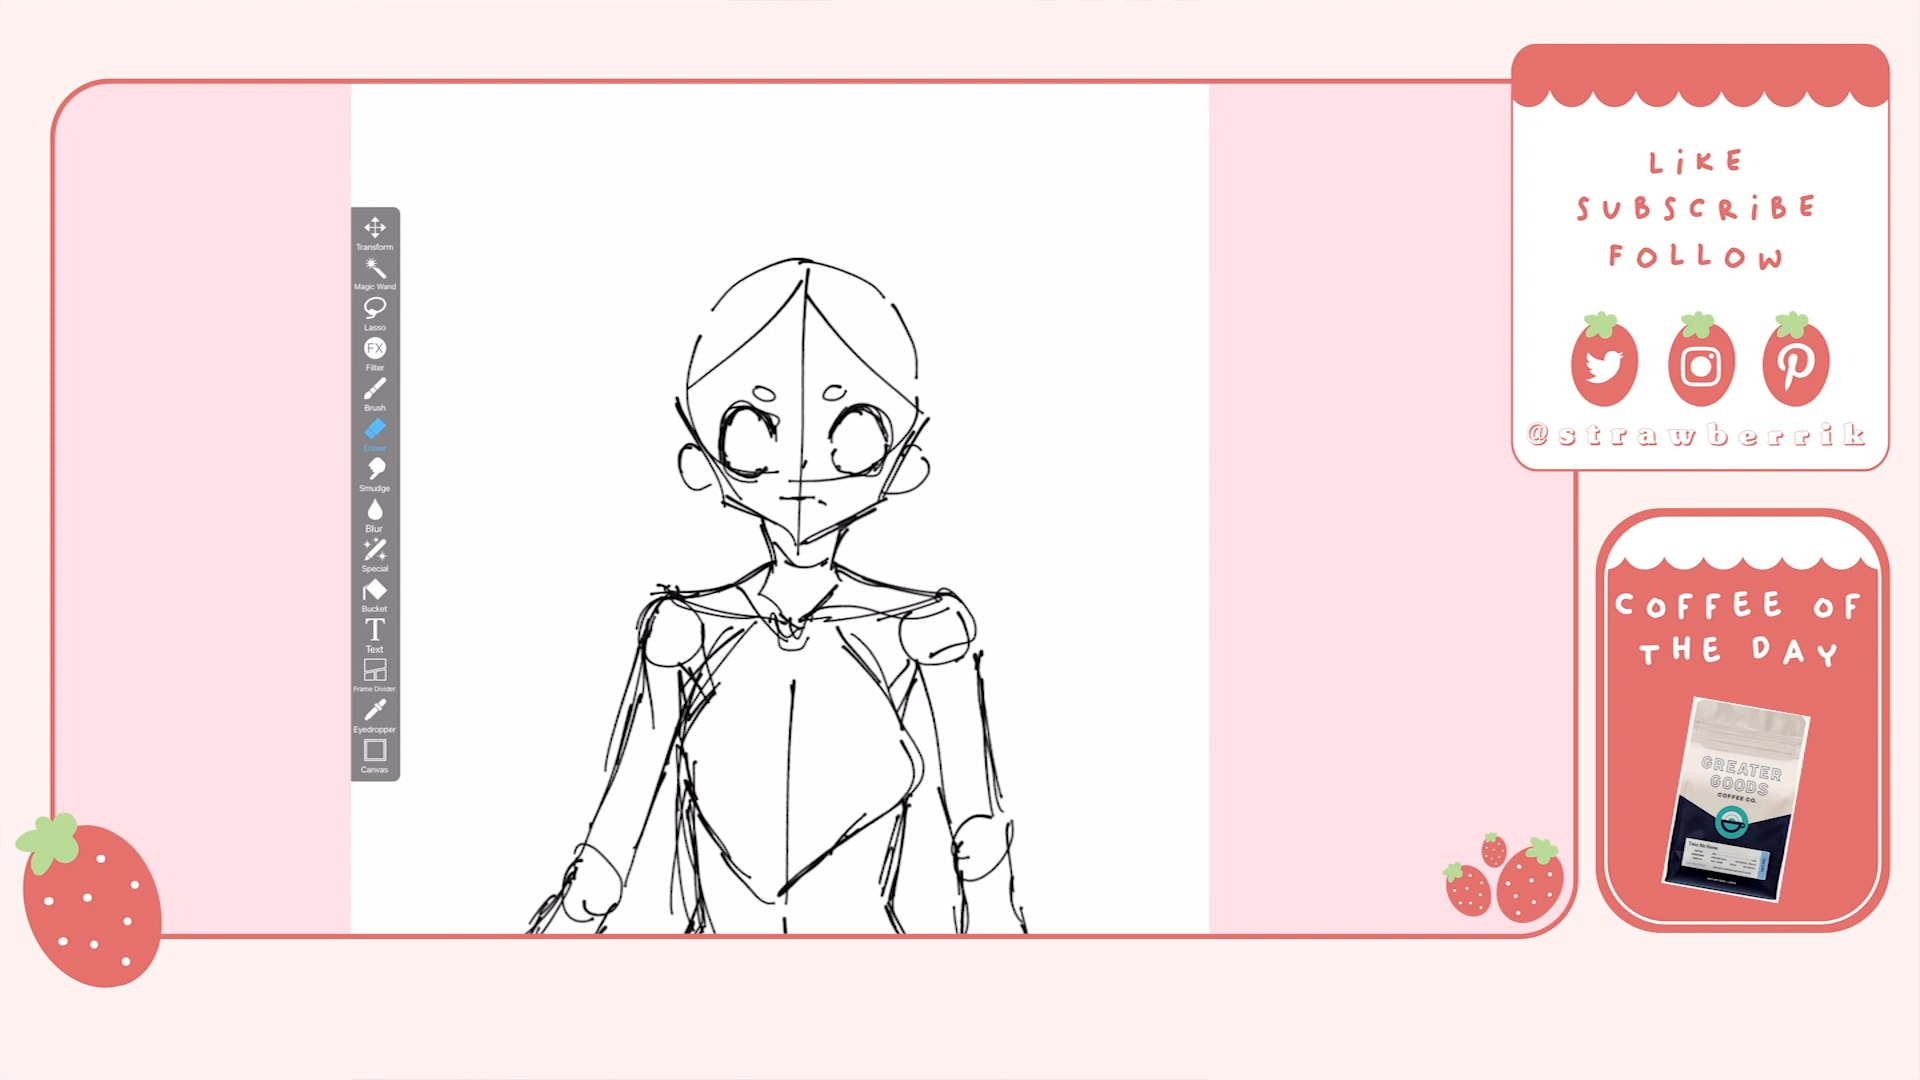 LiKE
SUBSCRiBE
FOLLOW
@strawberrik
Transform
Magic Wand
Lasso
FX
Filter
Brush
Eraser
Smudge
Blur
Special
Bucket
T
Text
Frame Divider
Eyedropper
Canvas
COFFEE OF
THE DAY
GREATER
GOODS
COFFEE CO.